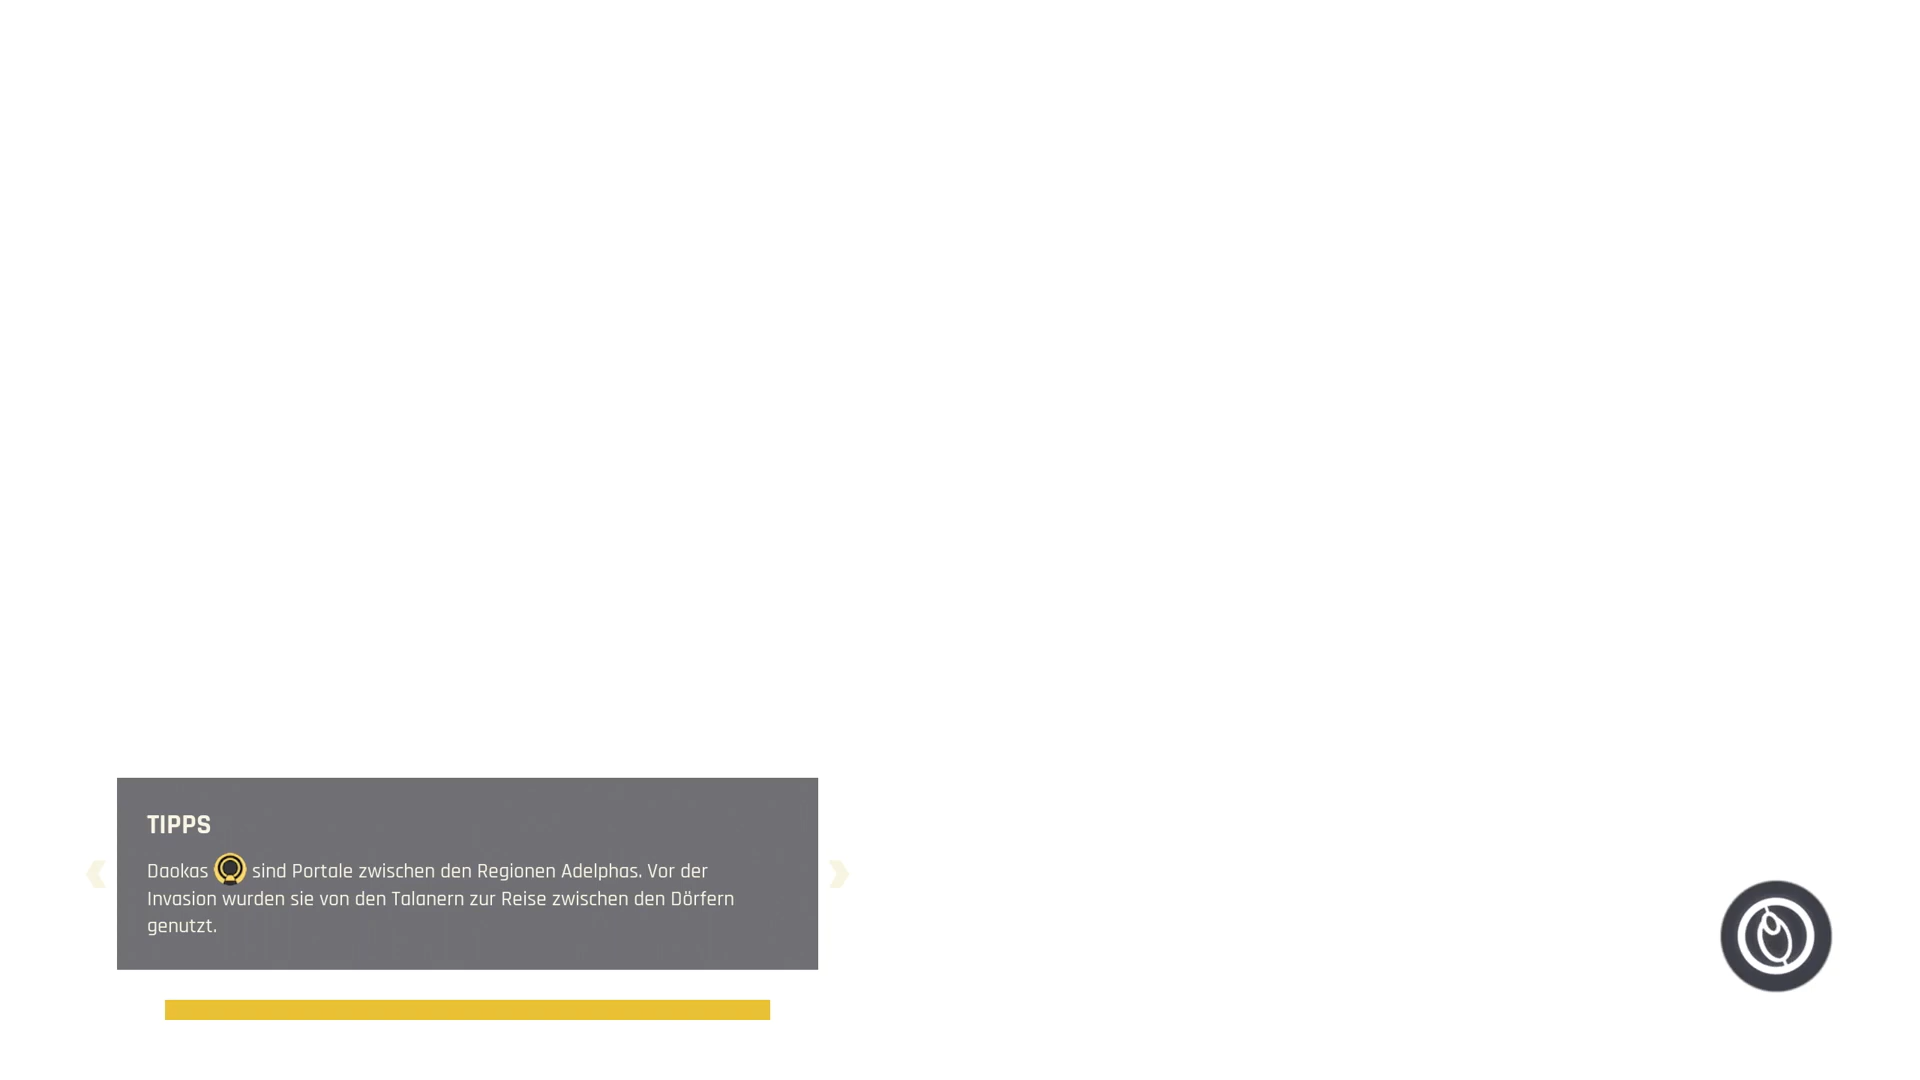 TIPPS
Daokas sind Portale zwischen den Regionen Adelphas. Vor der
Invasion wurden sie von den Talanern zur Reise zwischen den Dörfern
genutzt.